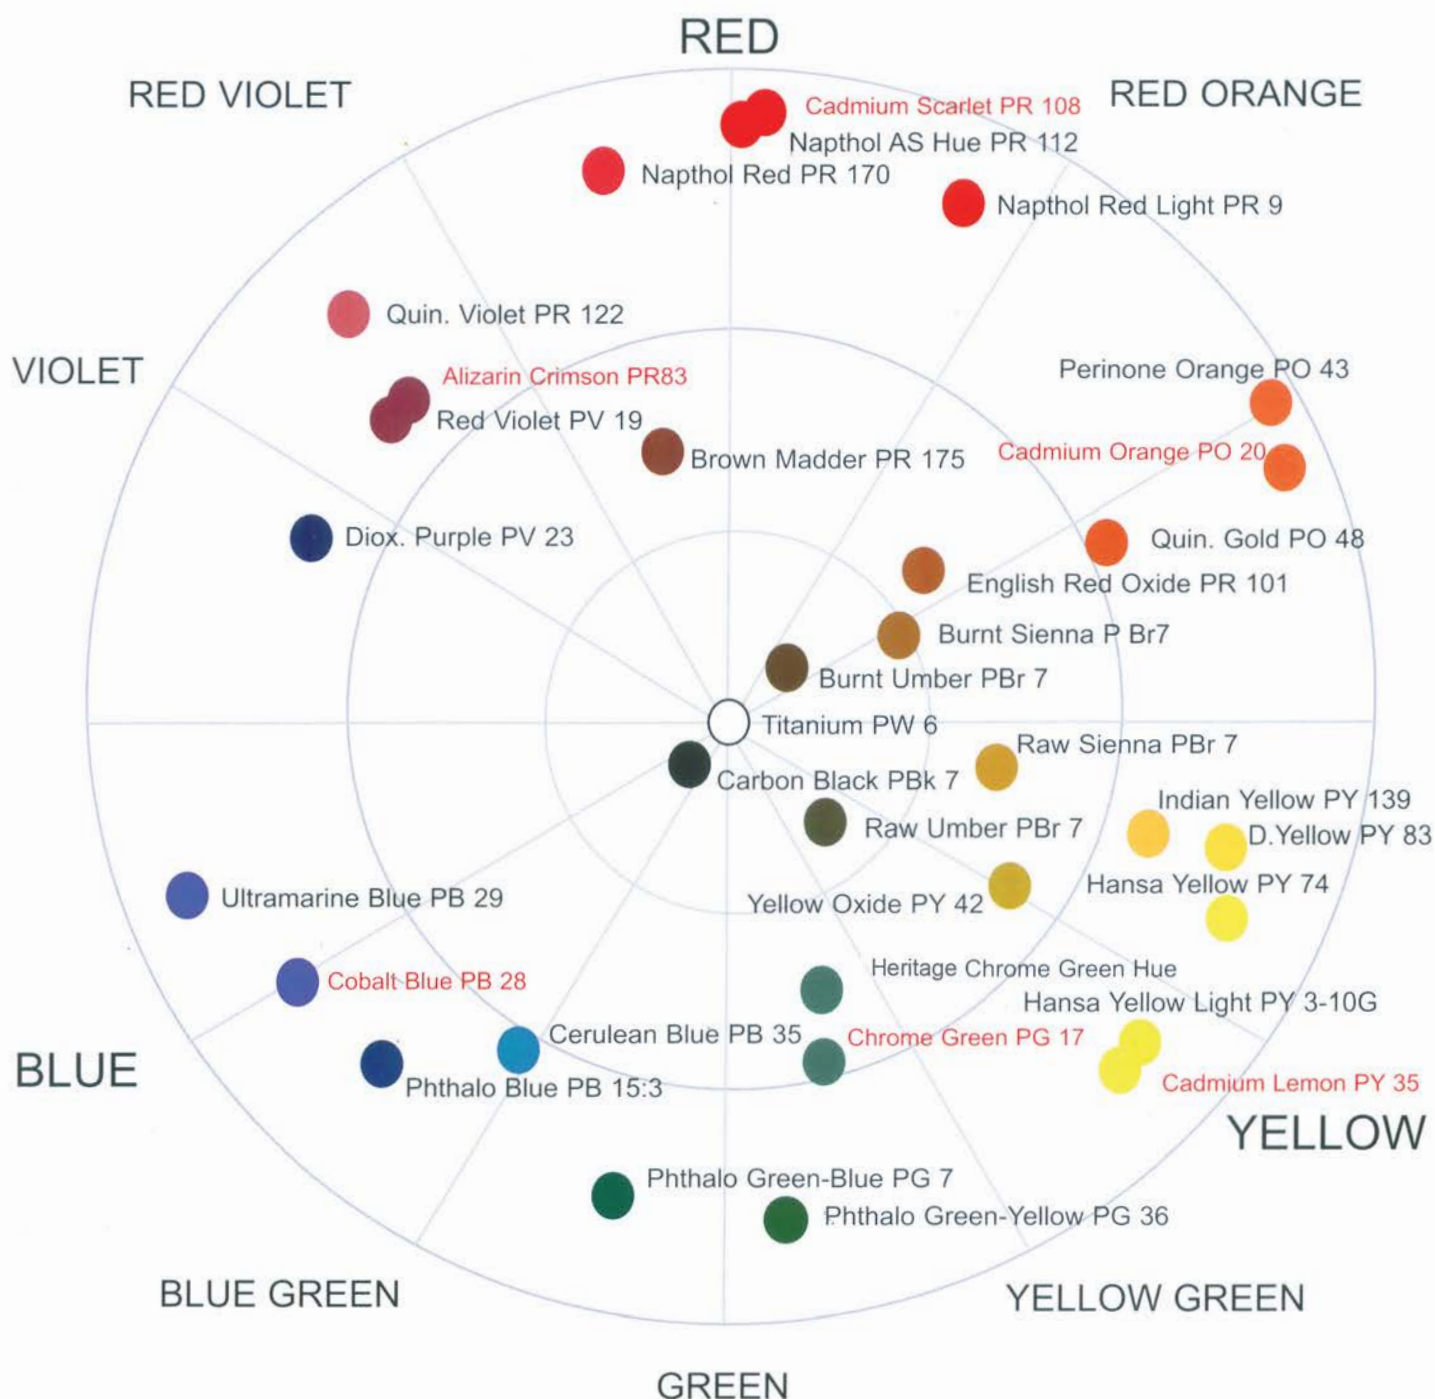 RED
RED VIOLET
RED ORANGE
Cadmium Scarlet PR 108
Napthol AS Hue PR 112
Napthol Red PR 170
Napthol Red Light PR 9
Quin. Violet PR 122
VIOLET
Perinone Orange PO 43
Alizarin Crimson PR83
Red Violet PV 19
Brown Madder PR 175
Cadmium Orange PO 20
Diox. Purple PV 23
Quin. Gold PO 48
English Red Oxide PR 101
Burnt Sienna P Br7
Burnt Umber PBr 7
Titanium PW 6
Raw Sienna PBr 7
Carbon Black PBk 7
Indian Yellow PY 139
Raw Umber PBr 7
D.Yellow PY 83
Hansa Yellow PY 74
Ultramarine Blue PB 29
Yellow Oxide PY 42
Heritage Chrome Green Hue
Cobalt Blue PB 28
Hansa Yellow Light PY 3-10G
Cerulean Blue PB 35
Chrome Green PG 17
BLUE
Phthalo Blue PB 15:3
Cadmium Lemon PY 35
YELLOW
Phthalo Green-Blue PG 7
Phthalo Green-Yellow PG 36
BLUE GREEN
YELLOW GREEN
GREEN